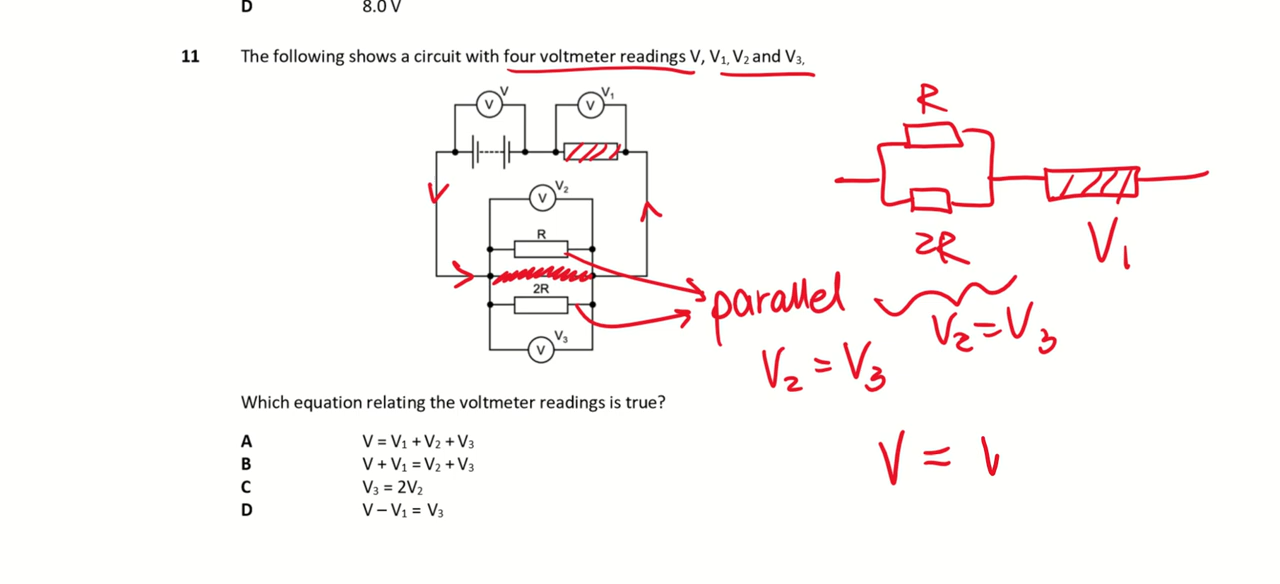 D 8.0 V
11 The following shows a circuit with four voltmeter readings V, V₁, V₂ and V₃,
V V
V V₁
V V₂
R
2R
V V₃
R
2R
V₁
parallel
V₂ = V₃
V₂ = V₃
V = V
Which equation relating the voltmeter readings is true?
A V = V₁ + V₂ + V₃
B V + V₁ = V₂ + V₃
C V₃ = 2V₂
D V – V₁ = V₃